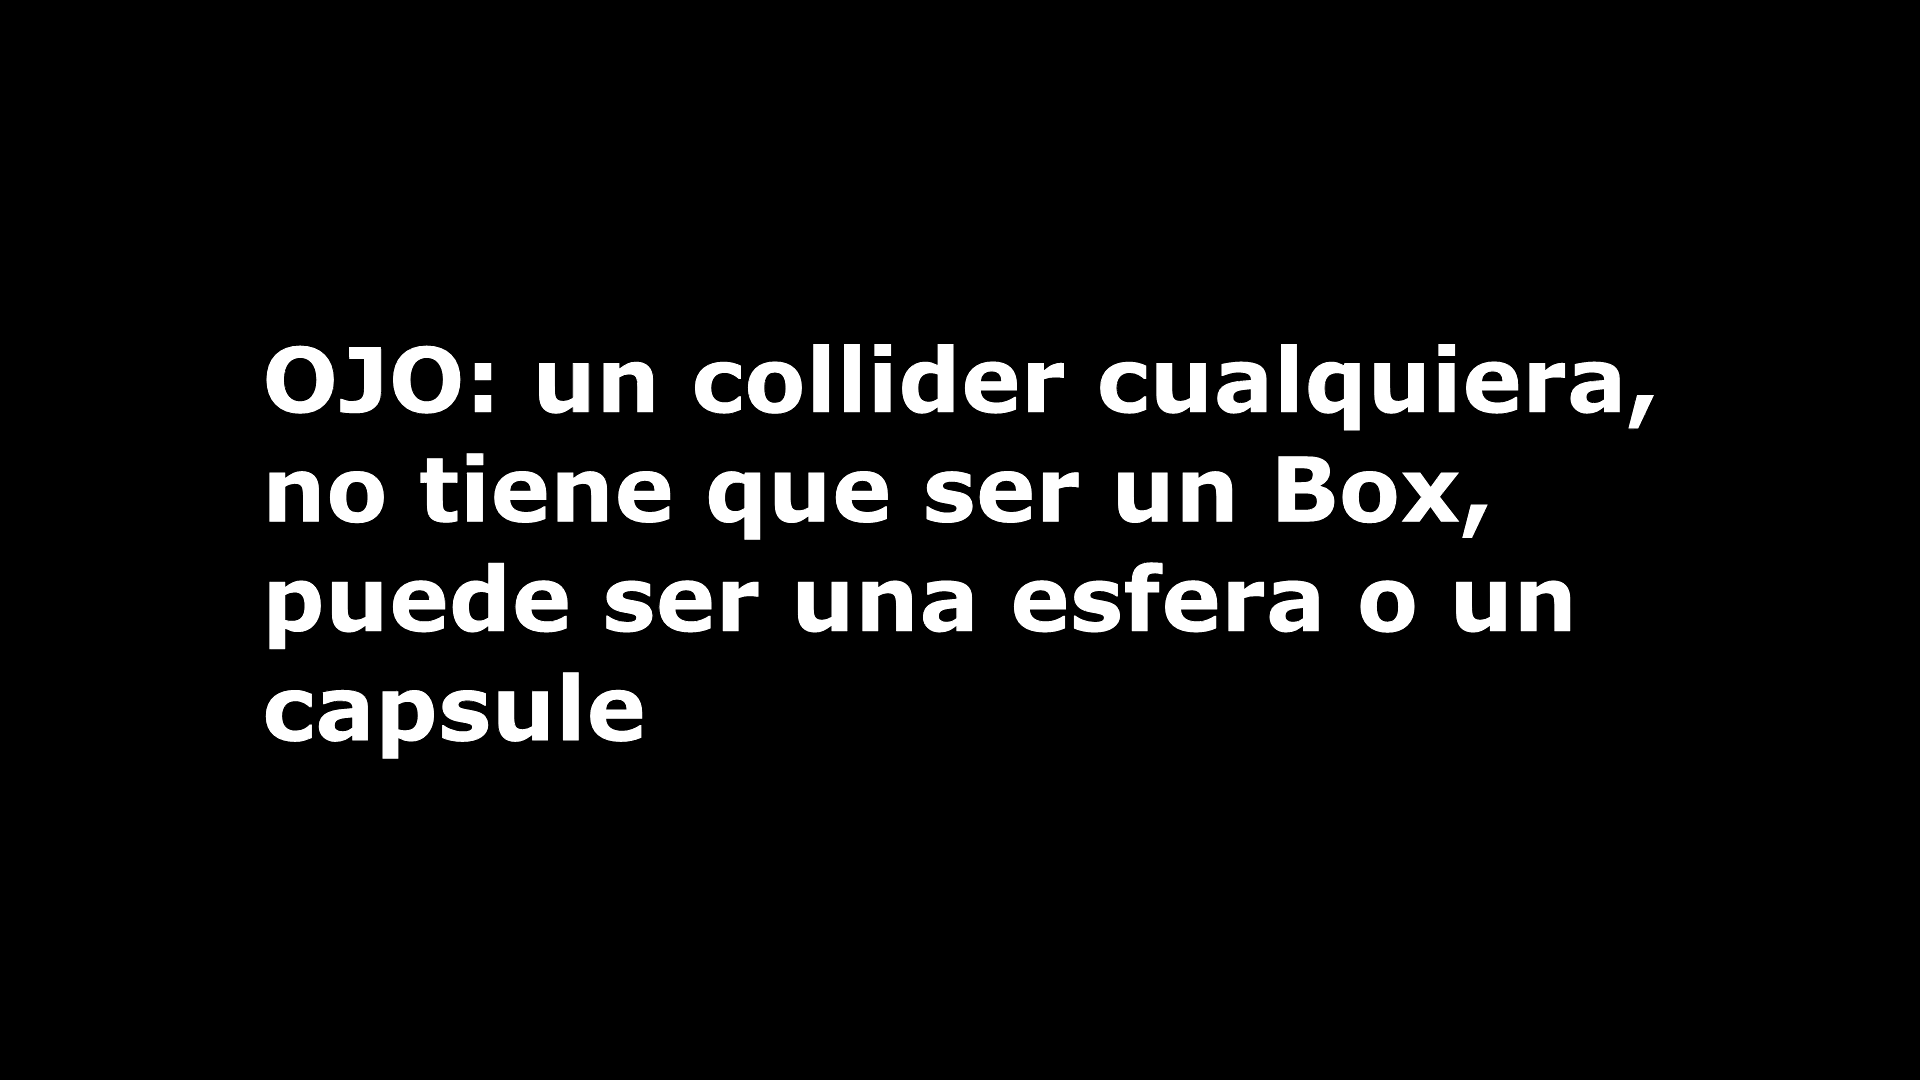 OJO: un collider cualquiera,
no tiene que ser un Box,
puede ser una esfera o un
capsule